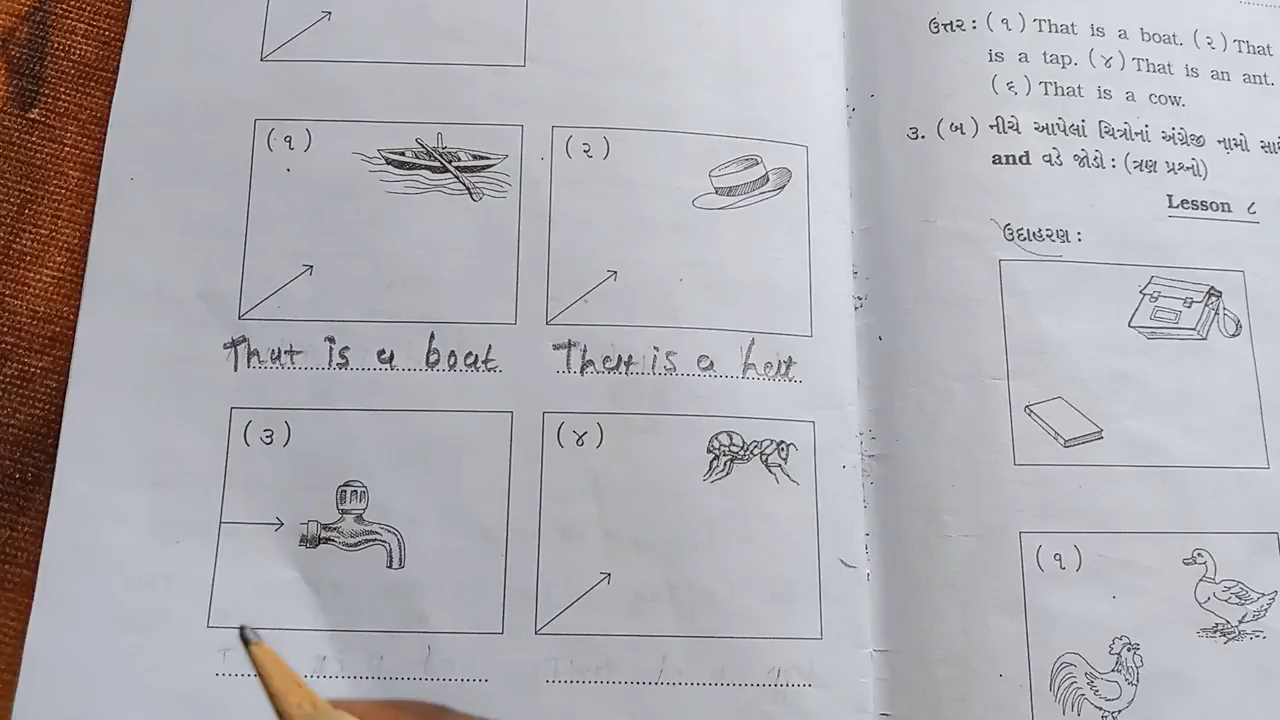 (૧)
(૨)
That is a boat
That is a hat
(૩)
(૪)
ઉત્તર : (૧) That is a boat. (૨) That
is a tap. (૪) That is an ant.
(૬) That is a cow.
૩. (બ) નીચે આપેલાં ચિત્રોનાં અંગ્રેજી નામો
and વડે જોડો : (ત્રણ પ્રશ્નો)
Lesson ૮
ઉદાહરણ :
(૧)